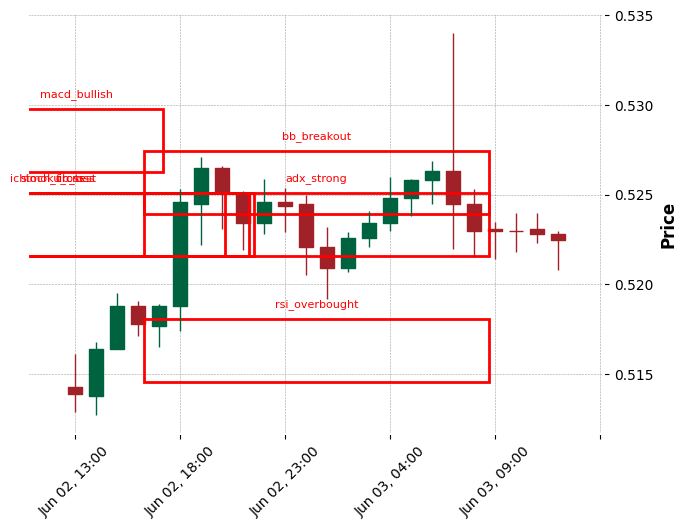 0.535
macd_bullish
0.530
bb_breakout
adx_strong
0.525
Price
0.520
rsi_overbought
0.515
Jun 02, 13:00
Jun 02, 18:00
Jun 02, 23:00
Jun 03, 04:00
Jun 03, 09:00